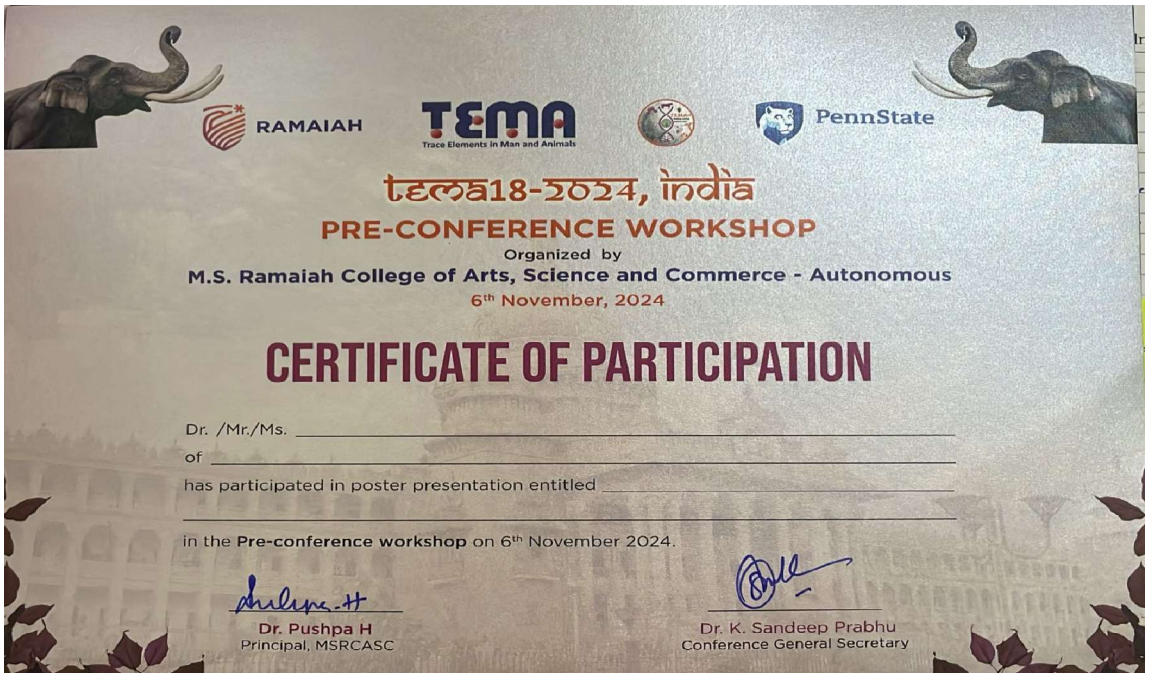 RAMAIAH
TEMA
Trace Elements in Man and Animals
PennState
tema18-2024, india
PRE-CONFERENCE WORKSHOP
Organized by
M.S. Ramaiah College of Arts, Science and Commerce - Autonomous
6th November, 2024
CERTIFICATE OF PARTICIPATION
Dr. /Mr./Ms.
of
has participated in poster presentation entitled
in the Pre-conference workshop on 6th November 2024.
Dr. Pushpa H
Principal, MSRCASC
Dr. K. Sandeep Prabhu
Conference General Secretary